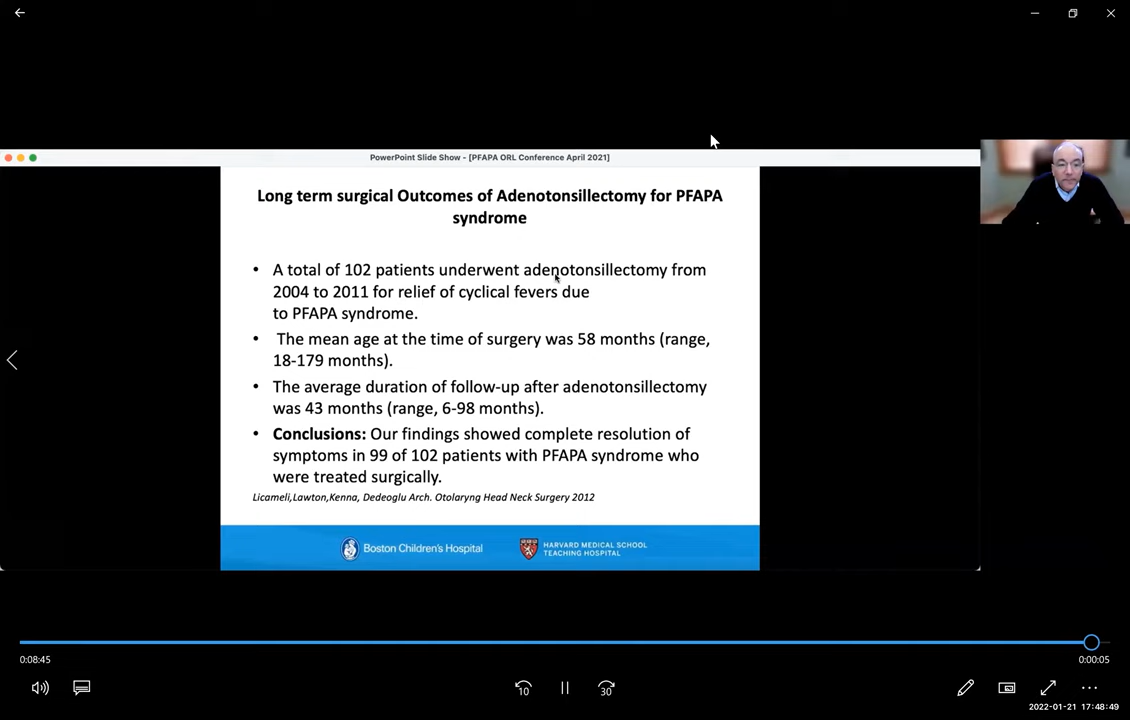 PowerPoint Slide Show - [PFAPA ORL Conference April 2021]
Long term surgical Outcomes of Adenotonsillectomy for PFAPA
syndrome
• A total of 102 patients underwent adenotonsillectomy from
2004 to 2011 for relief of cyclical fevers due
to PFAPA syndrome.
• The mean age at the time of surgery was 58 months (range,
18-179 months).
• The average duration of follow-up after adenotonsillectomy
was 43 months (range, 6-98 months).
• Conclusions: Our findings showed complete resolution of
symptoms in 99 of 102 patients with PFAPA syndrome who
were treated surgically.
Licameli,Lawton,Kenna, Dedeoglu Arch. Otolaryng Head Neck Surgery 2012
Boston Children's Hospital
HARVARD MEDICAL SCHOOL
TEACHING HOSPITAL
0:08:45
0:00:05
10
30
2022-01-21 17:48:49